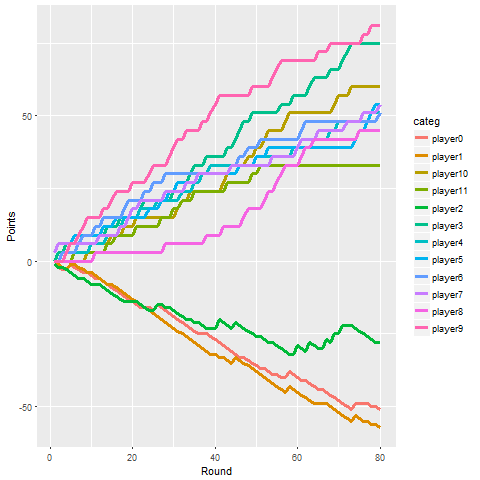 50
0
-50
Points
0
20
40
60
80
Round
categ
player0
player1
player10
player11
player2
player3
player4
player5
player6
player7
player8
player9